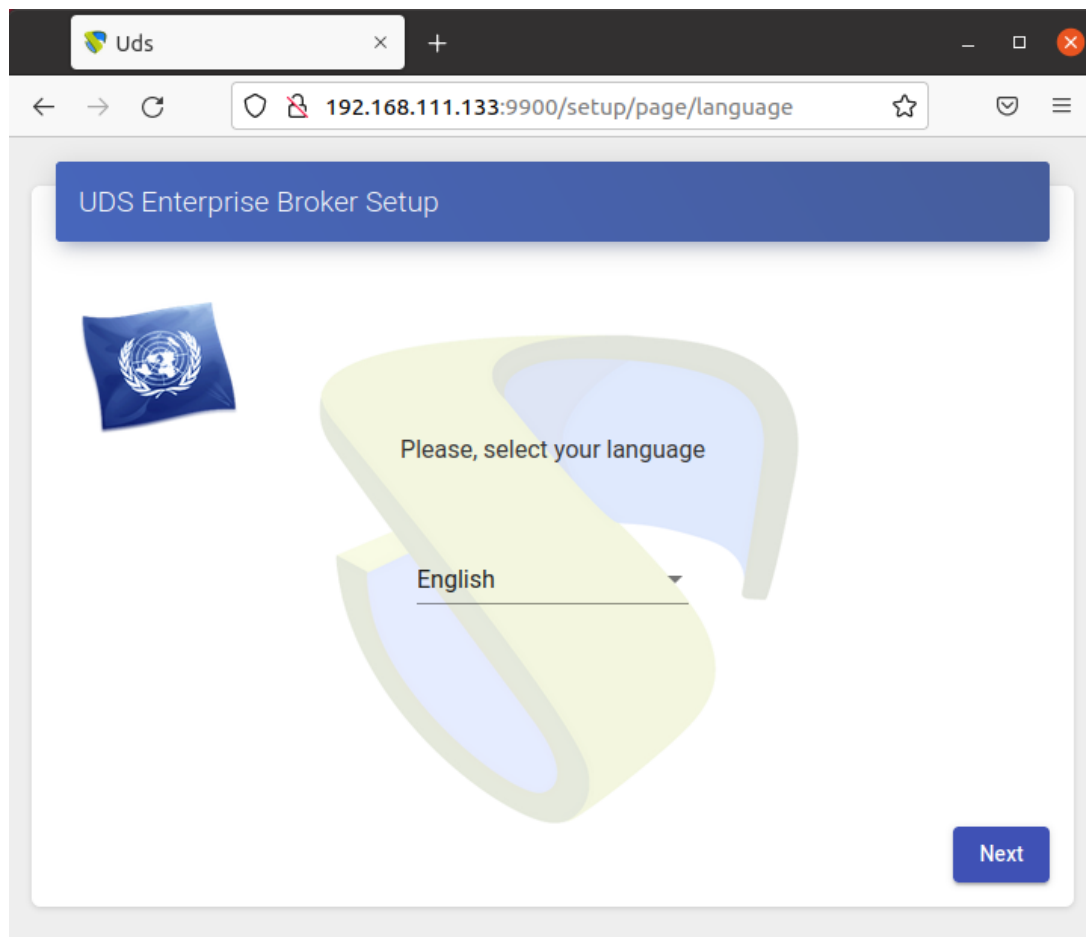 Uds
192.168.111.133:9900/setup/page/language
UDS Enterprise Broker Setup
Please, select your language
English
Next